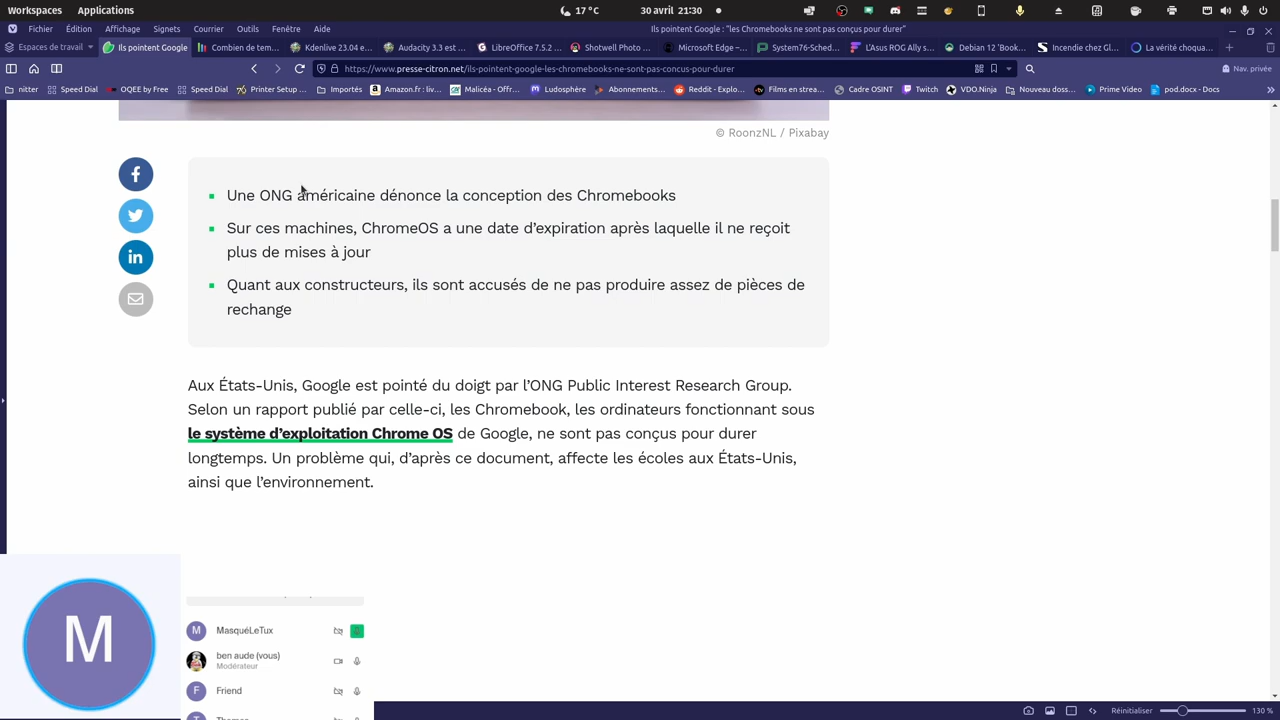 Workspaces Applications 17 °C 30 avril 21:30 fr
Fichier Édition Affichage Signets Courrier Outils Fenêtre Aide Ils pointent Google : "les Chromebooks ne sont pas conçus pour durer"
Espaces de travail Ils pointent Google Combien de tem... Kdenlive 23.04 e... Audacity 3.3 est ... LibreOffice 7.5.2 ... Shotwell Photo ... Microsoft Edge –... System76-Sched... L'Asus ROG Ally s... Debian 12 'Book... Incendie chez Gl... La vérité choqua...
https://www.presse-citron.net/ils-pointent-google-les-chromebooks-ne-sont-pas-concus-pour-durer Nav. privée
nitter Speed Dial OQEE by Free Speed Dial Printer Setup ... Importés Amazon.fr : liv... Malicéa - Offr... Ludosphère Abonnements... Reddit - Explo... Films en strea... Cadre OSINT Twitch VDO.Ninja Nouveau doss... Prime Video pod.docx - Docs
© RoonzNL / Pixabay
Une ONG américaine dénonce la conception des Chromebooks
Sur ces machines, ChromeOS a une date d’expiration après laquelle il ne reçoit
plus de mises à jour
Quant aux constructeurs, ils sont accusés de ne pas produire assez de pièces de
rechange
Aux États-Unis, Google est pointé du doigt par l’ONG Public Interest Research Group.
Selon un rapport publié par celle-ci, les Chromebook, les ordinateurs fonctionnant sous
le système d’exploitation Chrome OS de Google, ne sont pas conçus pour durer
longtemps. Un problème qui, d’après ce document, affecte les écoles aux États-Unis,
ainsi que l’environnement.
M
M MasquéLeTux
ben aude (vous)
Modérateur
F Friend
Réinitialiser 130 %